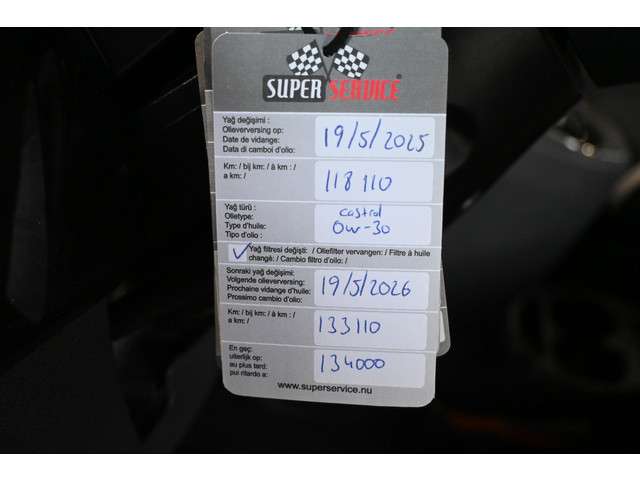 SUPER SERVICE
Yağ değişimi :
Olieverversing op:
Date de vidange:
Data di camboi d'olio:
19/5/2025
Km: / bij km: / à km : /
a km: /
118 110
Yağ türü :
Olietype:
Type d'huile:
Tipo d'olio :
castrol
0w-30
Yağ filtresi değişti: / Oliefilter vervangen: / Filtre à huile
changé: / Cambio filtro d'olio: /
Sonraki yağ değişimi:
Volgende olieverversing:
Prochaine vidange d'huile:
Prossimo cambio d'olio:
19/5/2026
Km: / bij km: / à km : /
a km: /
133110
En geç:
uiterlijk op:
au plus tard:
pui ritardo a:
134000
www.superservice.nu